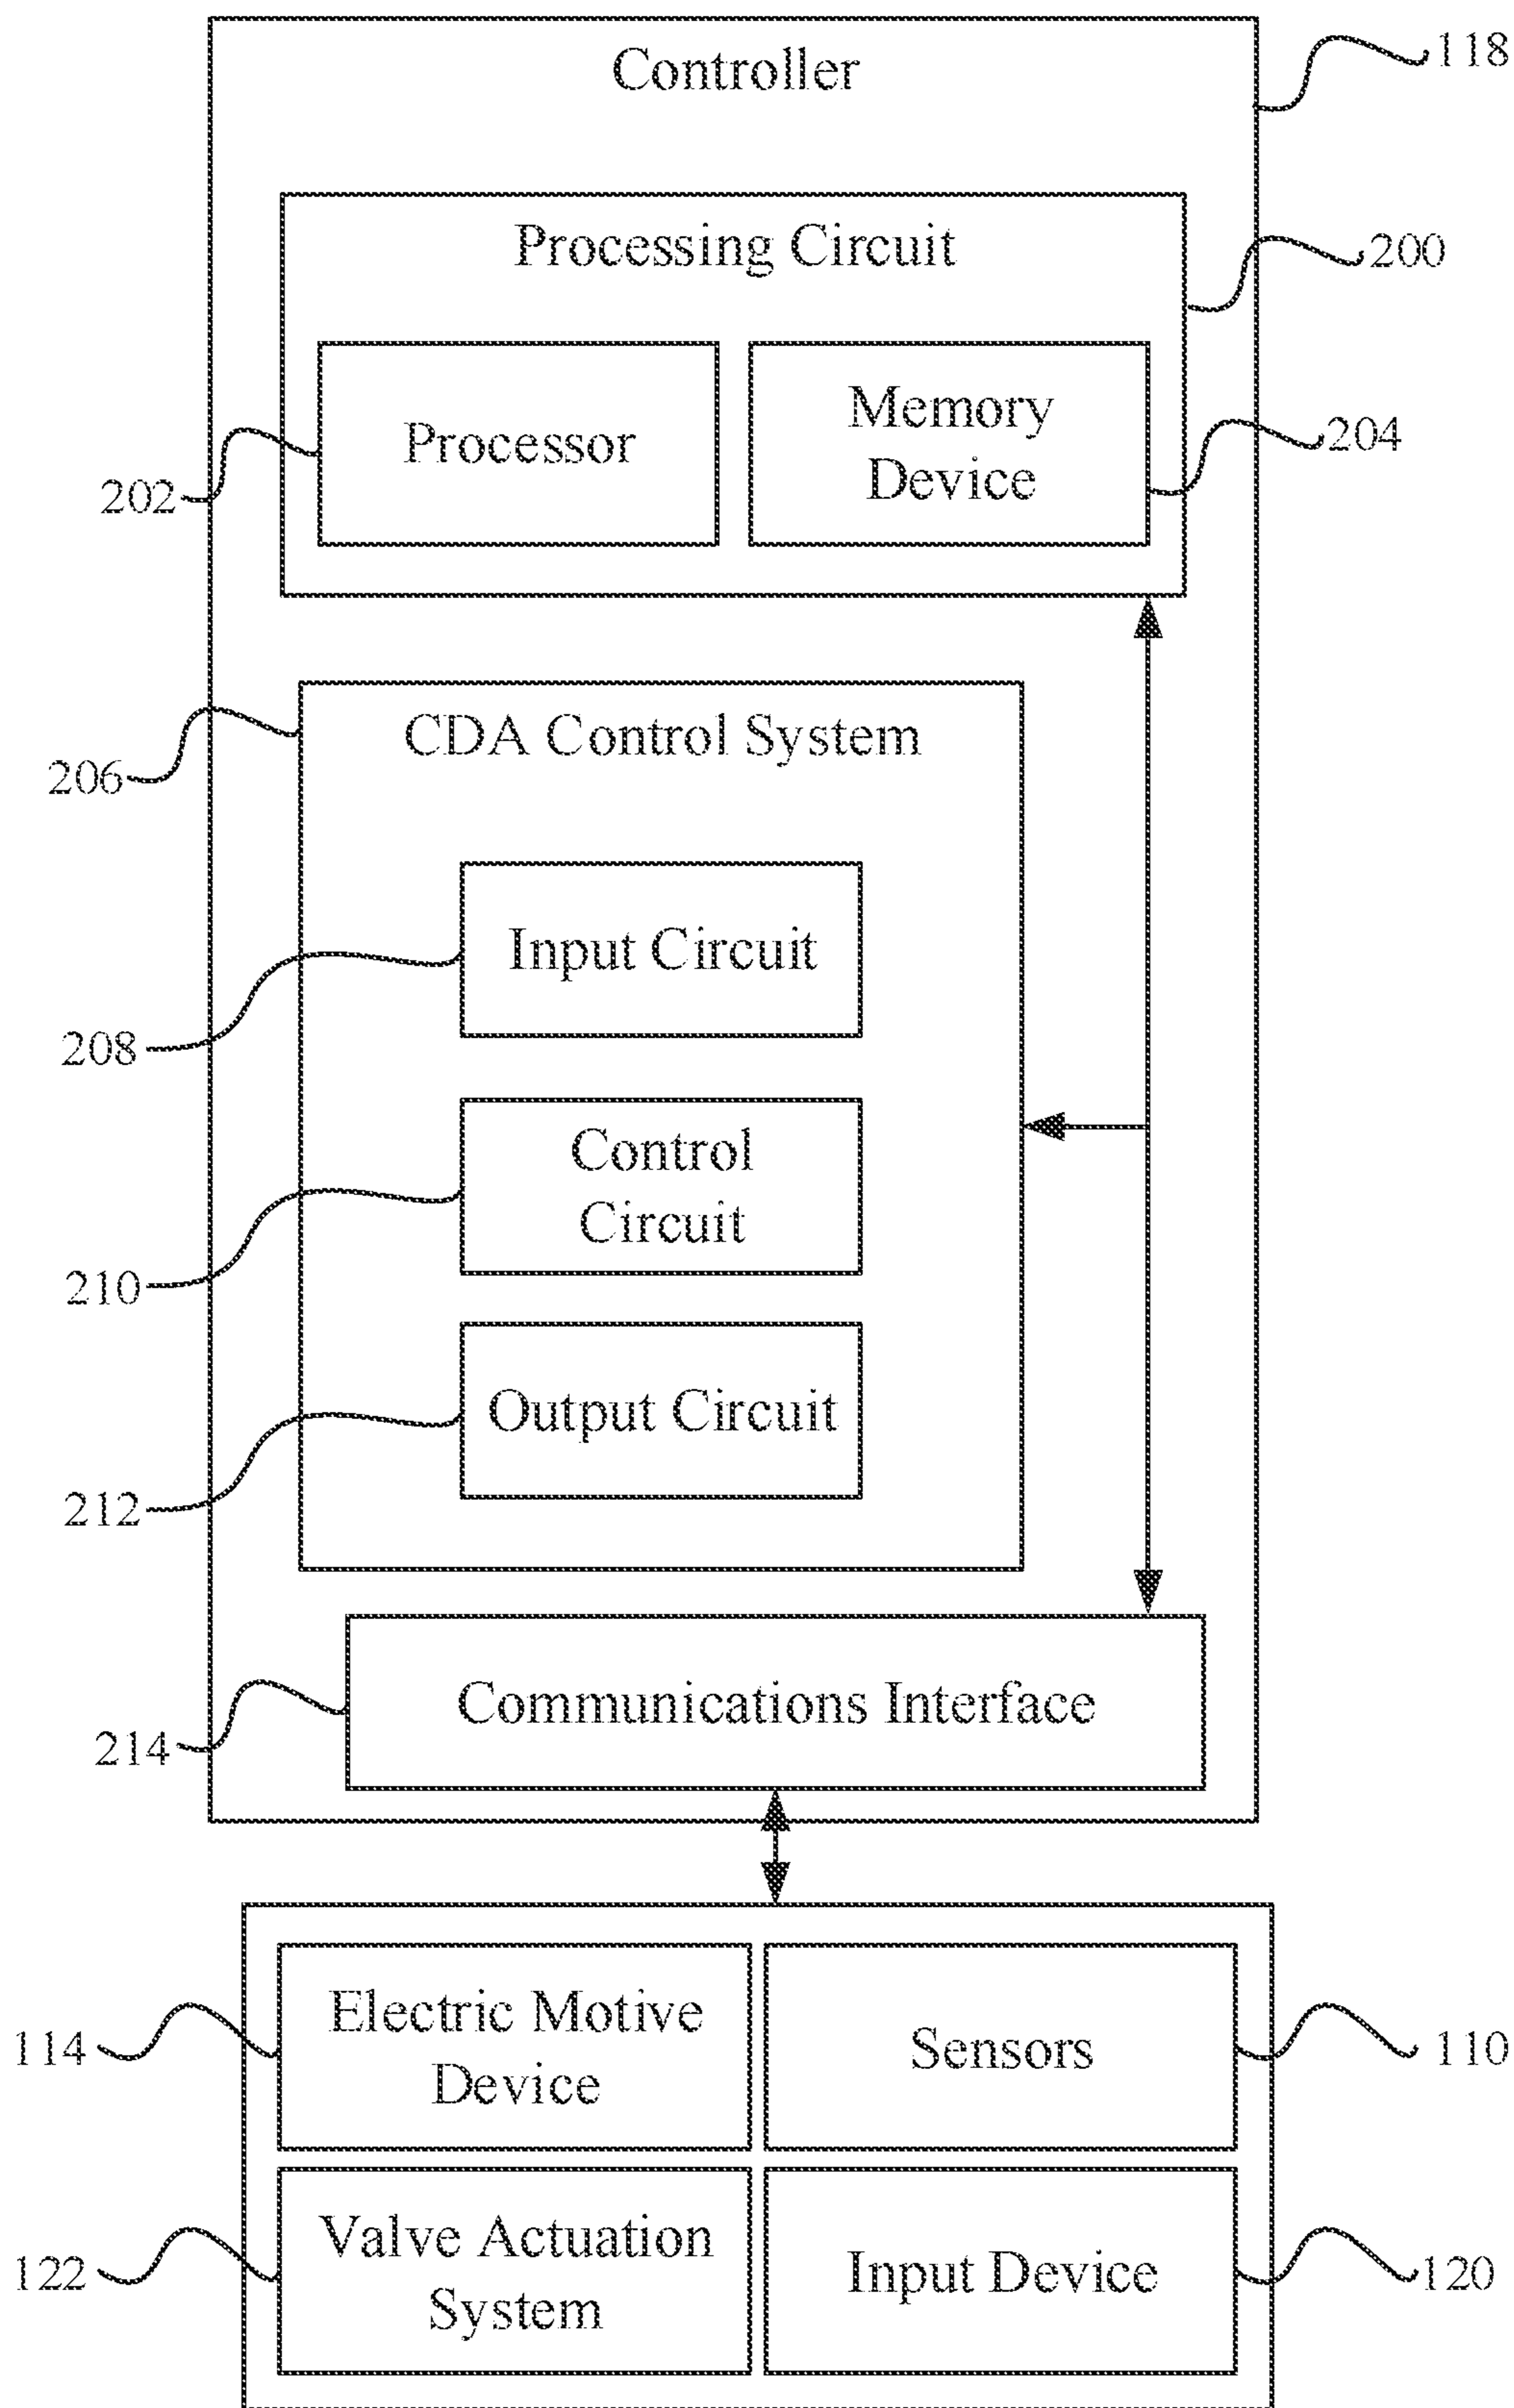 Controller
118
Processing Circuit
200
Processor
202
Memory
Device
204
CDA Control System
206
Input Circuit
208
Control
Circuit
210
Output Circuit
212
Communications Interface
214
Electric Motive
Device
114
Sensors
110
Valve Actuation
System
122
Input Device
120